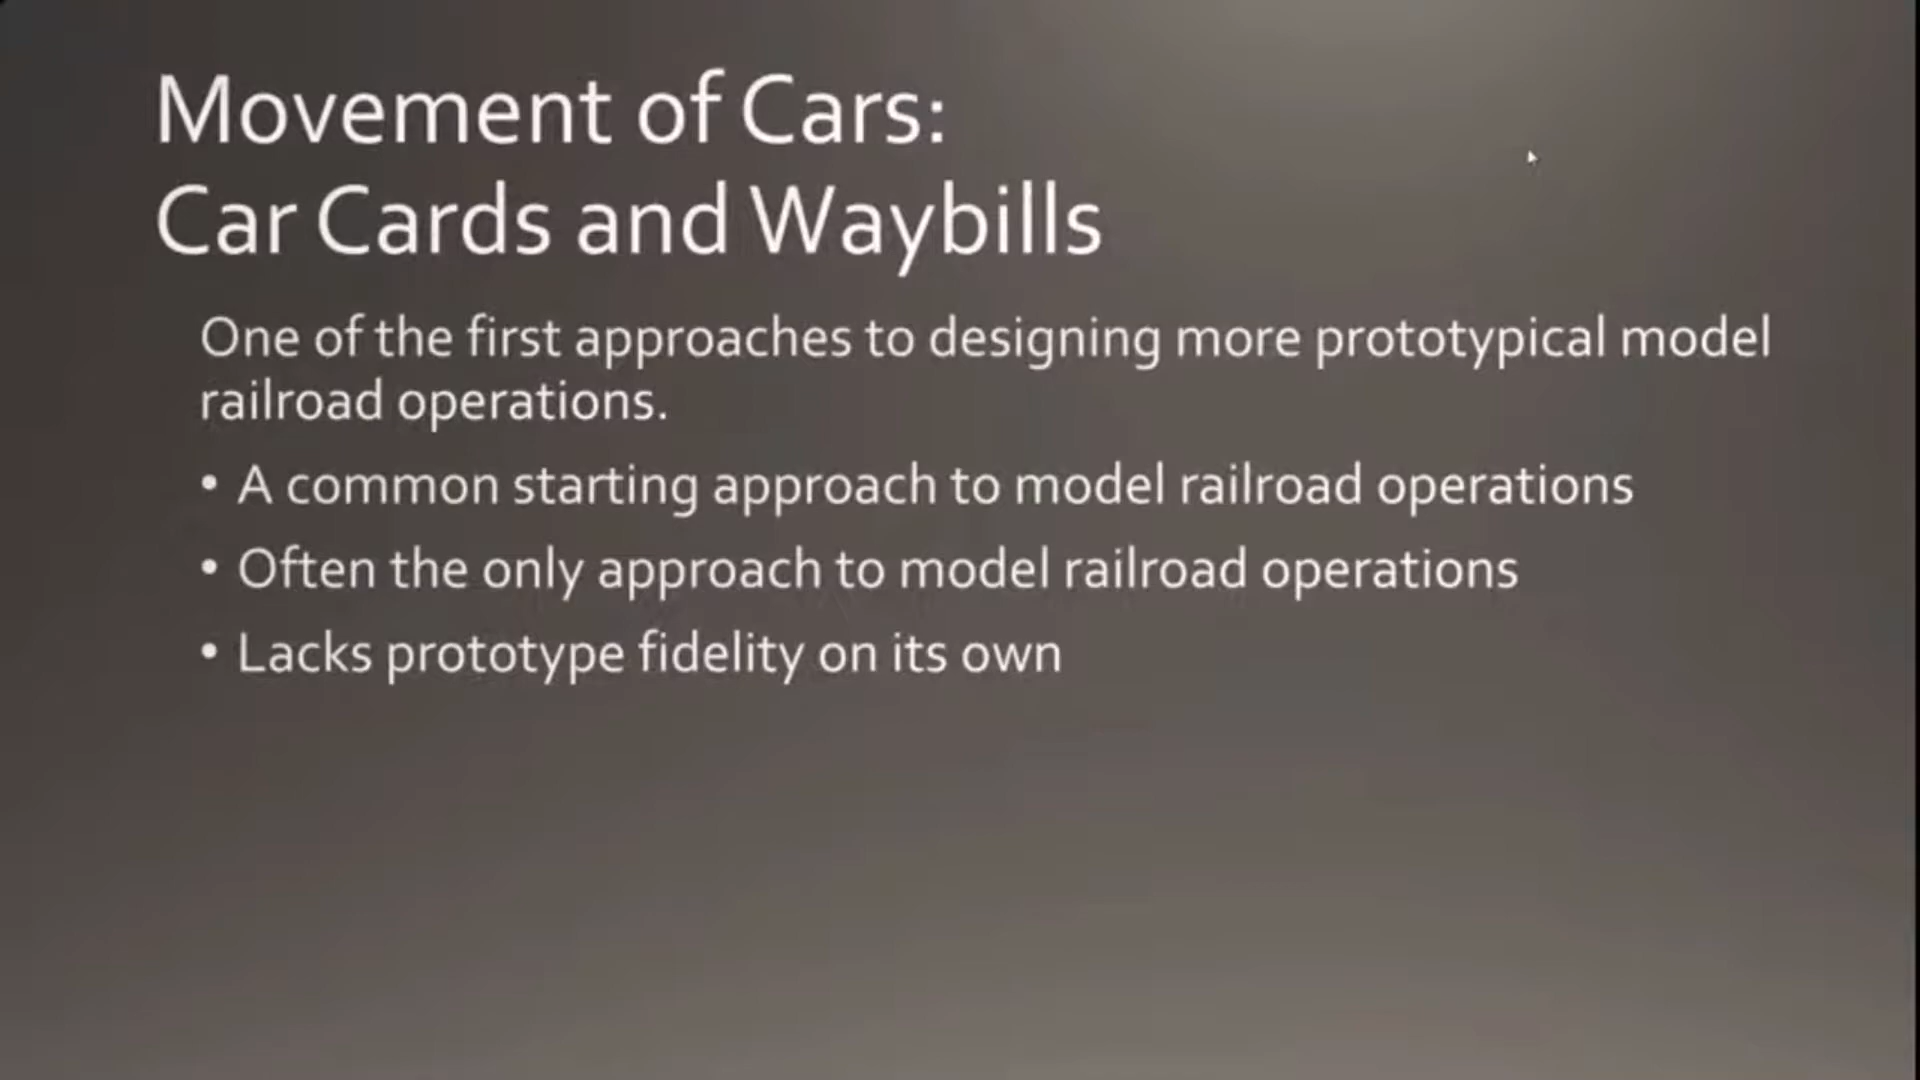 Movement of Cars:
Car Cards and Waybills
One of the first approaches to designing more prototypical model
railroad operations.
• A common starting approach to model railroad operations
• Often the only approach to model railroad operations
• Lacks prototype fidelity on its own